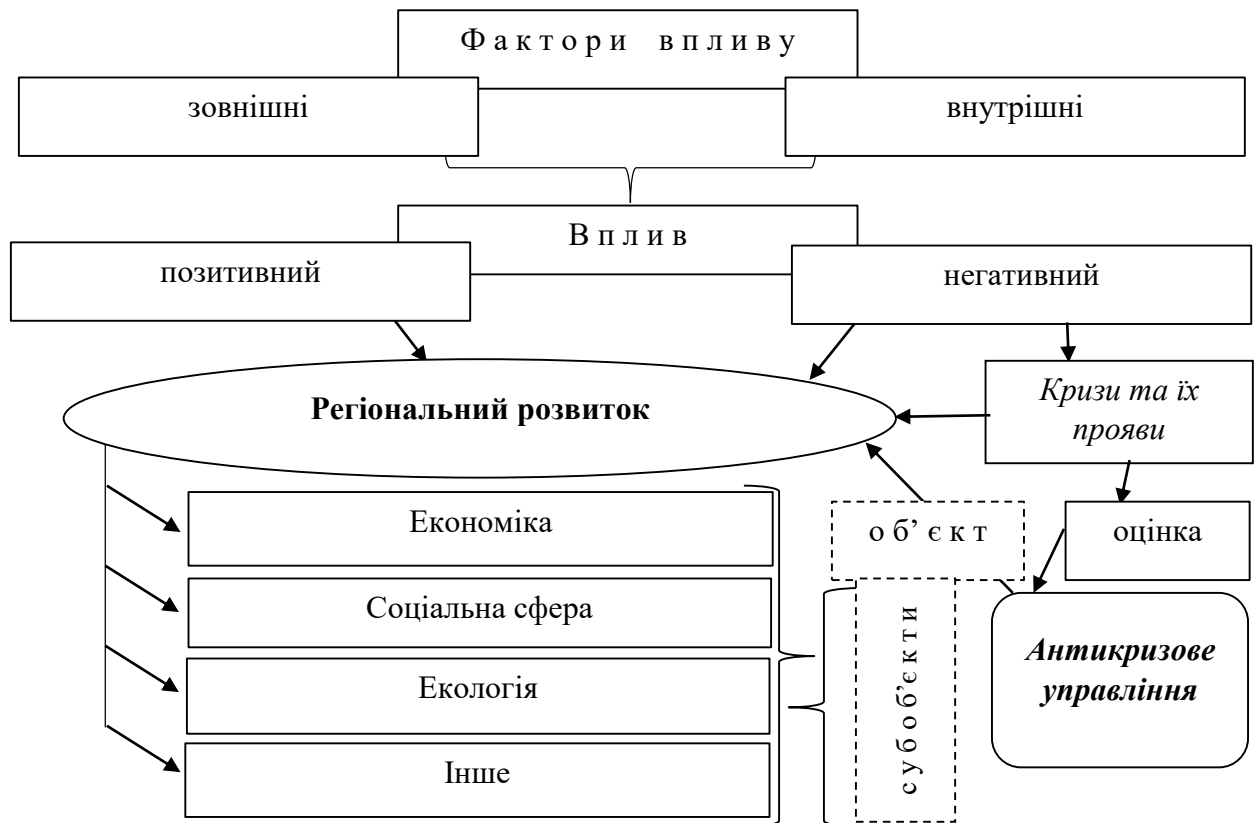 Ф а к т о р и   в п л и в у
зовнішні
внутрішні
В п л и в
позитивний
негативний
Регіональний розвиток
Кризи та їх
прояви
Економіка
о б’ є к т
оцінка
Соціальна сфера
с у б о б’є к т и
Антикризове
управління
Екологія
Інше